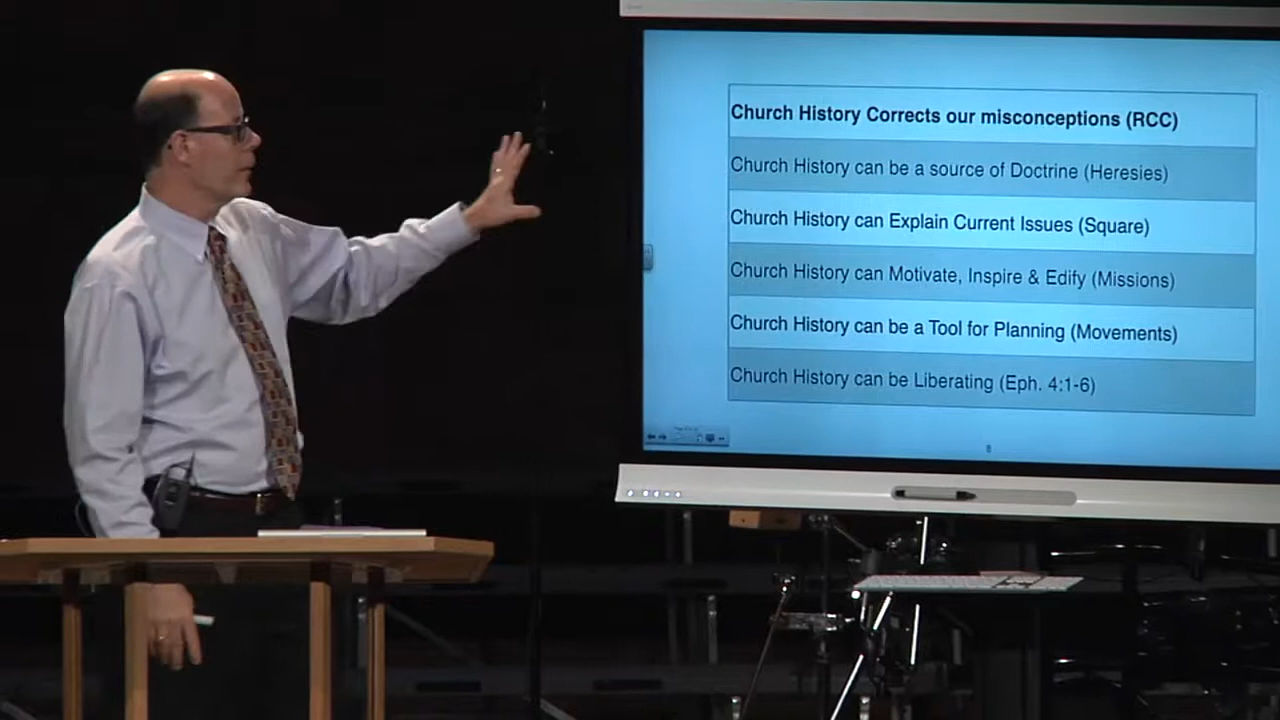 Church History Corrects our misconceptions (RCC)
Church History can be a source of Doctrine (Heresies)
Church History can Explain Current Issues (Square)
Church History can Motivate, Inspire & Edify (Missions)
Church History can be a Tool for Planning (Movements)
Church History can be Liberating (Eph. 4:1-6)